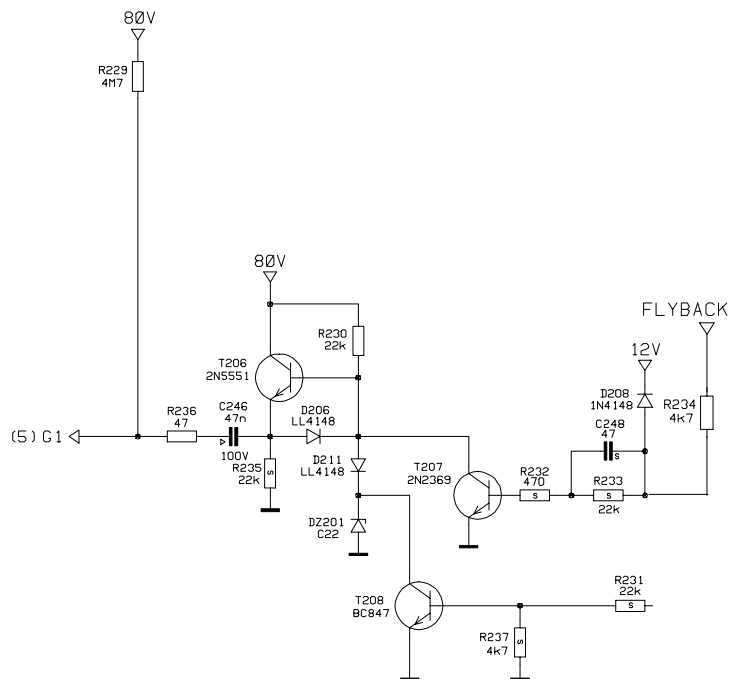 80V
R229
4M7
80V
R230
22k
FLYBACK
12V
T206
2N5551
D208
1N4148
R234
4k7
(5)G1
R236
47
C246
47n
100V
D206
LL4148
R235
22k
S
D211
LL4148
T207
2N2369
R232
470
S
C248
47
S
R233
S
22k
DZ201
C22
T208
BC847
R231
22k
S
R237
4k7
S